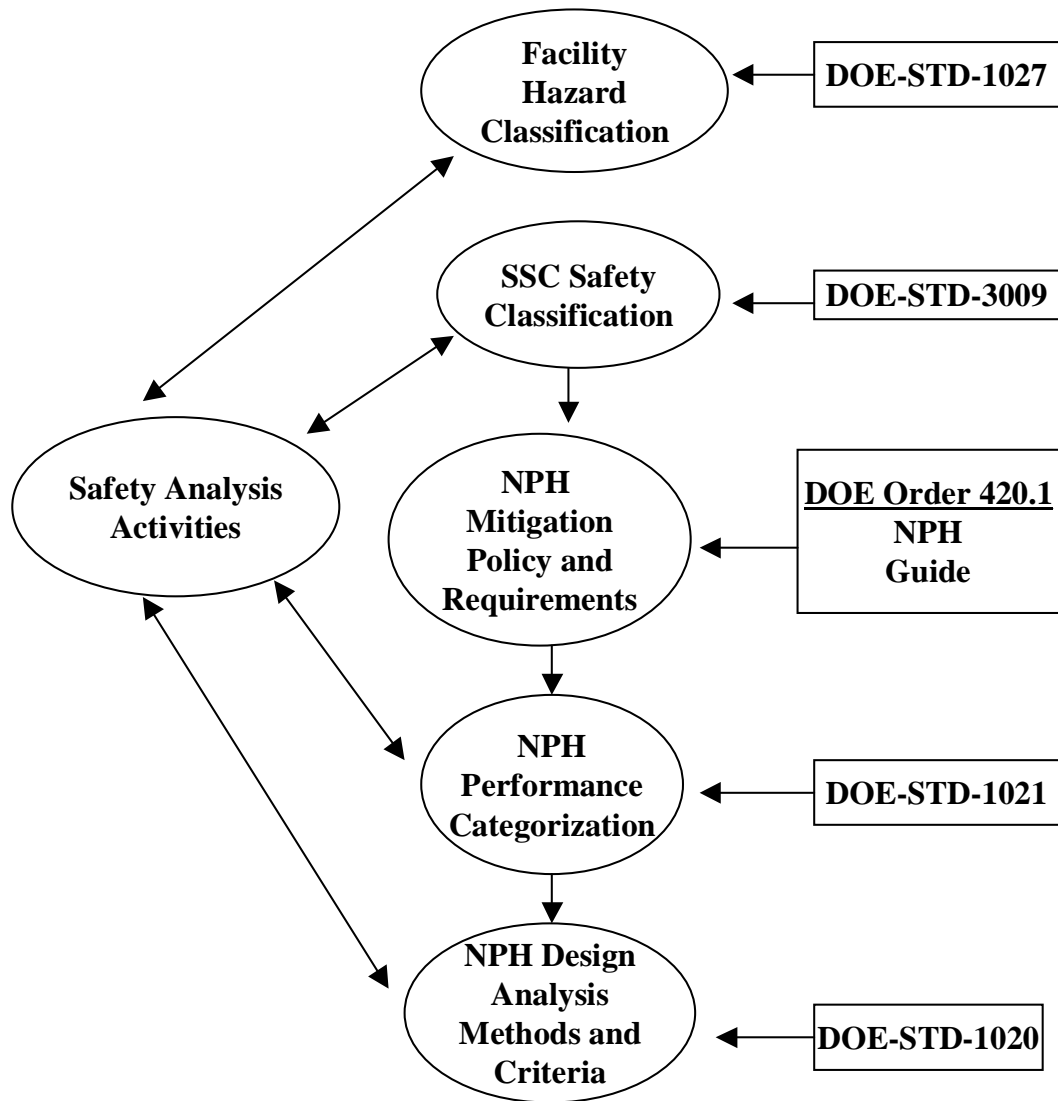 Facility
Hazard
Classification
DOE-STD-1027
SSC Safety
Classification
DOE-STD-3009
Safety Analysis
Activities
NPH
Mitigation
Policy and
Requirements
DOE Order 420.1
NPH
Guide
NPH
Performance
Categorization
DOE-STD-1021
NPH Design
Analysis
Methods and
Criteria
DOE-STD-1020